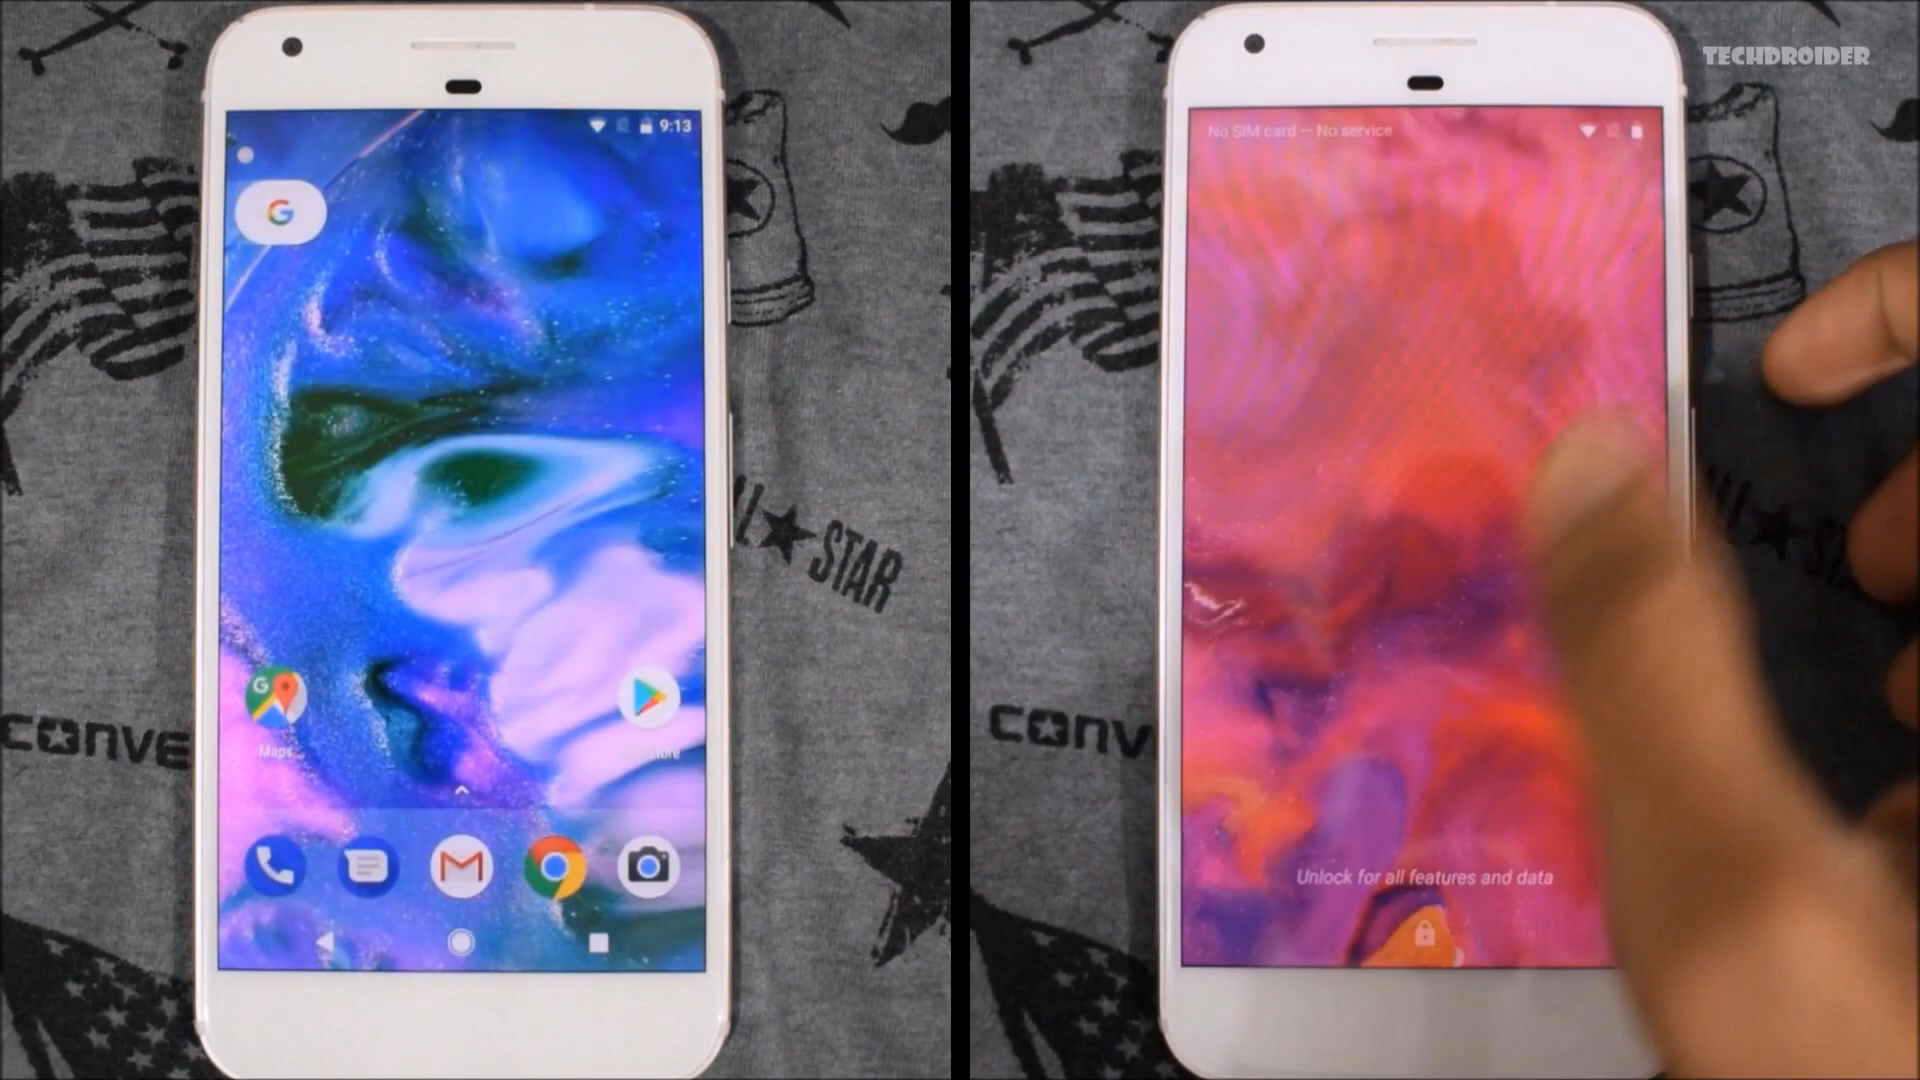 TECHDROIDER
9:13
No SIM card – No service
G
Maps
CONVE
STAR
CONV
Unlock for all features and data